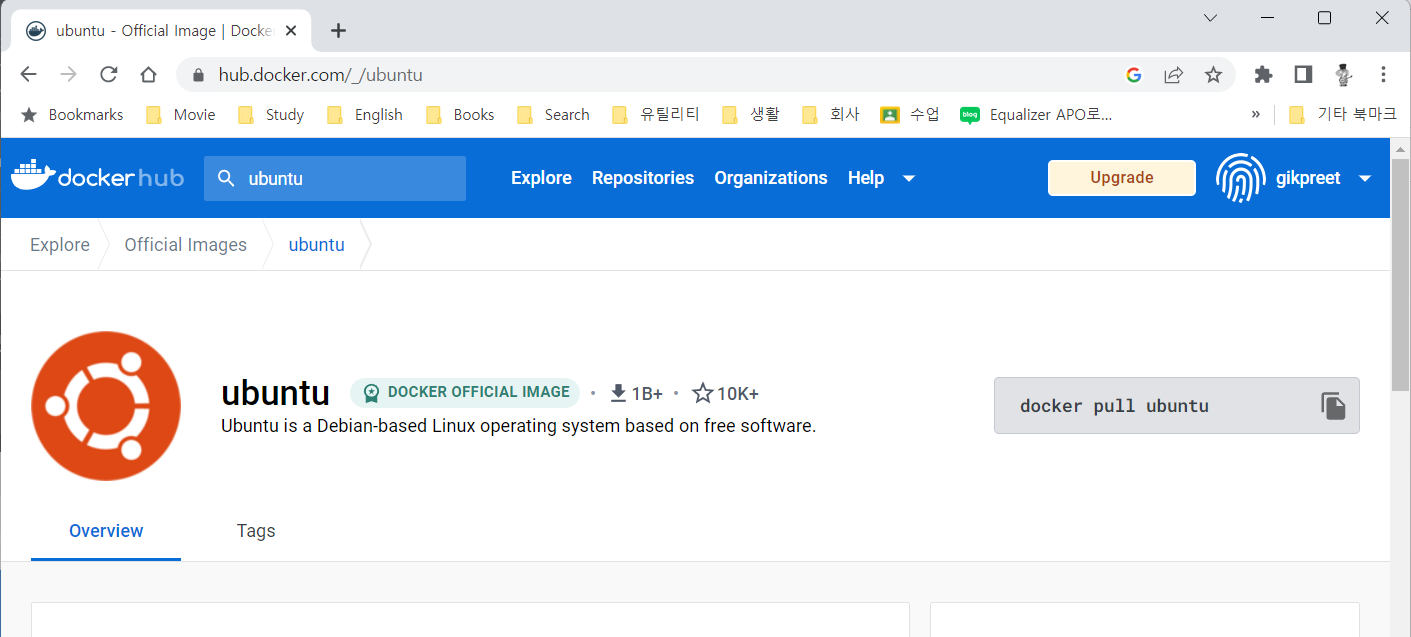 ubuntu - Official Image | Docke
hub.docker.com/_/ubuntu
Bookmarks Movie Study English Books Search 유틸리티 생활 회사 수업 blog Equalizer APO로... » 기타 북마크
dockerhub ubuntu Explore Repositories Organizations Help Upgrade gikpreet
Explore Official Images ubuntu
ubuntu DOCKER OFFICIAL IMAGE · 1B+ · 10K+
Ubuntu is a Debian-based Linux operating system based on free software.
docker pull ubuntu
Overview Tags